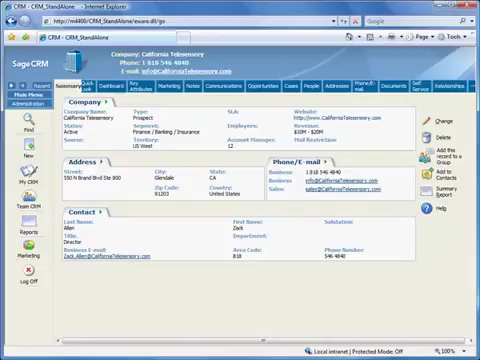 CRM - CRM_StandAlone - Internet Explorer
http://m4400/CRM_StandAlone/eware.dll/go
Google
CRM - CRM_StandAlone
Page
Tools
SageCRM
Company: California Telesensory
Phone: 1 818 546 4840
E-mail: info@CaliforniaTelesensory.com
Recent
Summary
Quick Look
Dashboard
Key Attributes
Marketing
Notes
Communications
Opportunities
Cases
People
Addresses
Phone/E-mail
Documents
Self Service
Relationships
Main Menu
Administration
Find
New
My CRM
Team CRM
Reports
Marketing
Log Off
Company
Company Name: Type: SLA: Website:
California Telesensory Prospect http://www.CaliforniaTelesensory.com
Status: Segment: Employees: Revenue:
Active Finance / Banking / Insurance $10M - $20M
Source: Territory: Account Manager: Mail Restriction:
US West 12
Address
Street: City: State:
550 N Brand Blvd Ste 800 Glendale CA
Zip Code: Country:
91203 United States
Phone/E-mail
Business 1 818 546 4840
Business info@CaliforniaTelesensory.com
Sales sales@CaliforniaTelesensory.com
Contact
Last Name: First Name: Salutation:
Allen Zack
Title: Department:
Director
Business E-mail: Area Code: Phone Number:
Zack.Allen@CaliforniaTelesensory.com 818 546 4840
Change
Delete
Add this record to a Group
Add to Contacts
Summary Report
Help
Local intranet | Protected Mode: Off
100%